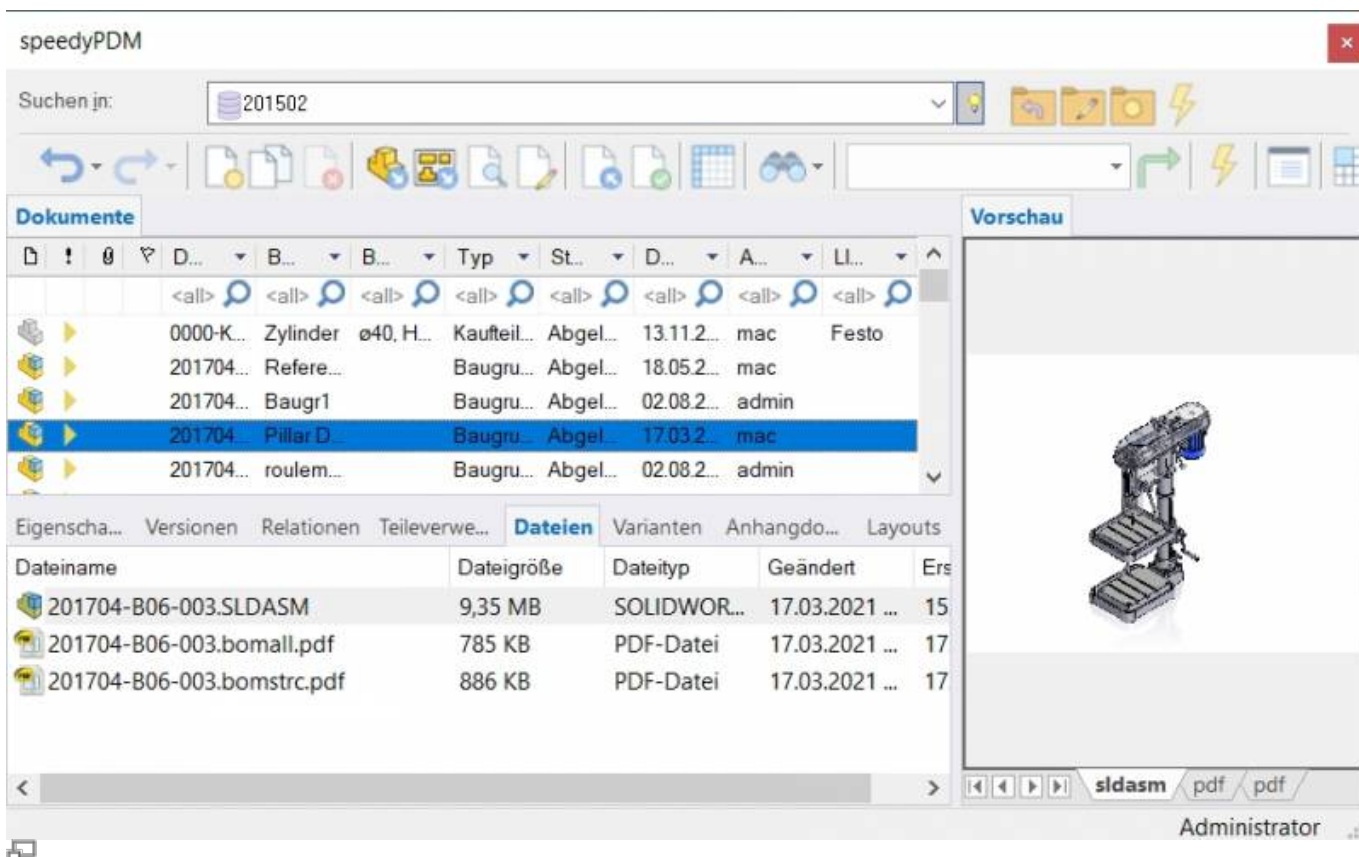 speedyPDM
Suchen in: 201502
Dokumente
Vorschau
! D... B... B... Typ St... D... A... LI...
<all> <all> <all> <all> <all> <all> <all> <all>
0000-K... Zylinder ø40, H... Kaufteil... Abgel... 13.11.2... mac Festo
201704... Refere... Baugru... Abgel... 18.05.2... mac
201704... Baugr1 Baugru... Abgel... 02.08.2... admin
201704... Pillar D... Baugru... Abgel... 17.03.2... mac
201704... roulem... Baugru... Abgel... 02.08.2... admin
Eigenscha... Versionen Relationen Teileverwe... Dateien Varianten Anhangdo... Layouts
Dateiname Dateigröße Dateityp Geändert Ers
201704-B06-003.SLDASM 9,35 MB SOLIDWOR... 17.03.2021 ... 15
201704-B06-003.bomall.pdf 785 KB PDF-Datei 17.03.2021 ... 17
201704-B06-003.bomstrc.pdf 886 KB PDF-Datei 17.03.2021 ... 17
sldasm pdf pdf
Administrator